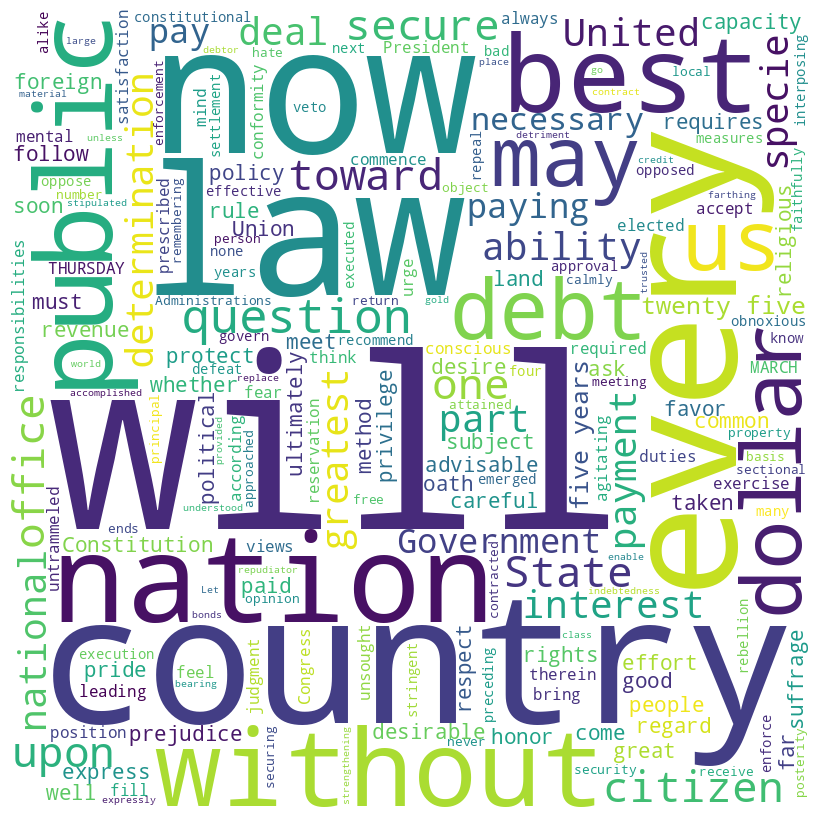 alike
constitutional
pay
deal
secure
always
capacity
large
satisfaction
debtor
hate
next
President
bad
United
place
go
local
interposing
foreign
public
material
enforcement
now
veto
mind
settlement
conformity
best
specie
contract
necessary
requires
measures
detriment
unless
mental
follow
oppose
number
stipulated
soon
determination
policy
effective
law
commence
toward
object
repeal
may
credit
opposed
farthing
accept
faithfully
paying
every
us
religious
prescribed
remembering
rule
Union
none
person
years
executed
urge
ability
elected
approval
calmly
trusted
land
THURSDAY
must
revenue
responsibilities
Administrations
return
gold
question
debt
twenty five
obnoxious
know
world
govern
meet
recommend
protect
defeat
think
conscious
four
required
ask
meeting
MARCH
dollar
accomplished
replace
whether
fear
desire
one
attained
favor
property
common
basis
sectional
national
office
principal
provided
political
according
approached
ultimately
reservation
greatest
method
privilege
part
subject
advisable
oath
emerged
careful
five years
agitating
payment
duties
exercise
taken
many
untrammeled
ends
understood
free
will
Constitution
views
Government
State
enable
Let
repudiator
paid
opinion
bonds
nation
contracted
indebtedness
interest
rebellion
execution
pride
leading
bearing
feel
judgment
Congress
unsought
stringent
country
respect
preceding
class
rights
therein
bring
effort
good
people
regard
suffrage
position
prejudice
securing
strengthening
desirable
never
honor
come
great
enforce
far
posterity
upon
express
well
fill
expressly
without
security
receive
citizen